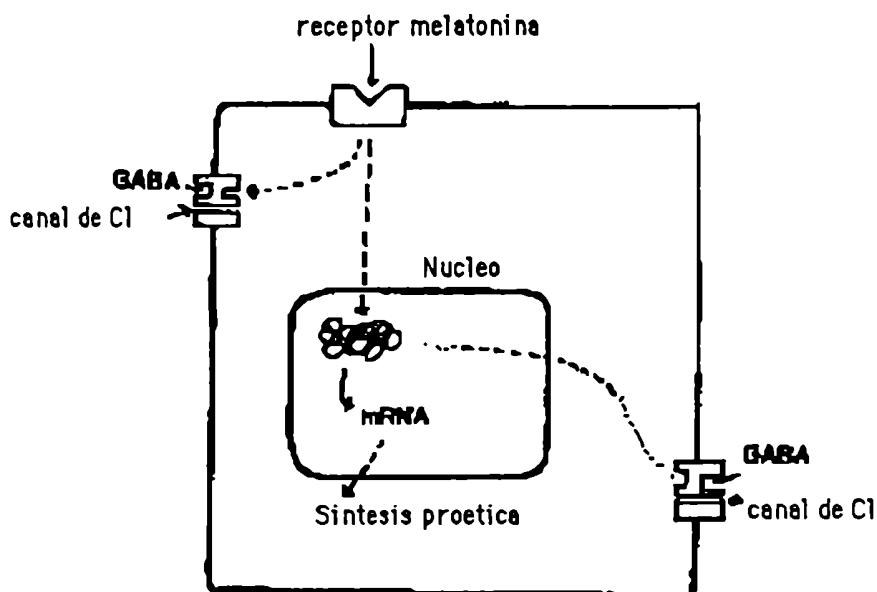 receptor melatonina
GABA
canal de Cl
Nucleo
mRNA
GABA
canal de Cl
Sintesis proetica